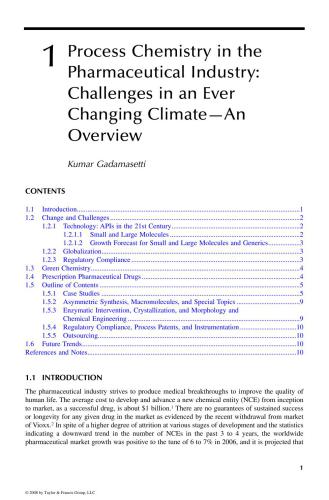 1 Process Chemistry in the
Pharmaceutical Industry:
Challenges in an Ever
Changing Climate—An
Overview
Kumar Gadamasetti
CONTENTS
1.1 Introduction.....1
1.2 Change and Challenges.....2
1.2.1 Technology: APIs in the 21st Century.....2
1.2.1.1 Small and Large Molecules.....2
1.2.1.2 Growth Forecast for Small and Large Molecules and Generics.....3
1.2.2 Globalization.....3
1.2.3 Regulatory Compliance.....3
1.3 Green Chemistry.....4
1.4 Prescription Pharmaceutical Drugs.....4
1.5 Outline of Contents.....5
1.5.1 Case Studies.....5
1.5.2 Asymmetric Synthesis, Macromolecules, and Special Topics.....9
1.5.3 Enzymatic Intervention, Crystallization, and Morphology and
Chemical Engineering.....9
1.5.4 Regulatory Compliance, Process Patents, and Instrumentation.....10
1.5.5 Outsourcing.....10
1.6 Future Trends.....10
References and Notes.....10
1.1 INTRODUCTION
The pharmaceutical industry strives to produce medical breakthroughs to improve the quality of
human life. The average cost to develop and advance a new chemical entity (NCE) from inception
to market, as a successful drug, is about $1 billion.¹ There are no guarantees of sustained success
or longevity for any given drug in the market as evidenced by the recent withdrawal from market
of Vioxx.² In spite of a higher degree of attrition at various stages of development and the statistics
indicating a downward trend in the number of NCEs in the past 3 to 4 years, the worldwide
pharmaceutical market growth was positive to the tune of 6 to 7% in 2006, and it is projected that
1
© 2008 by Taylor & Francis Group, LLC